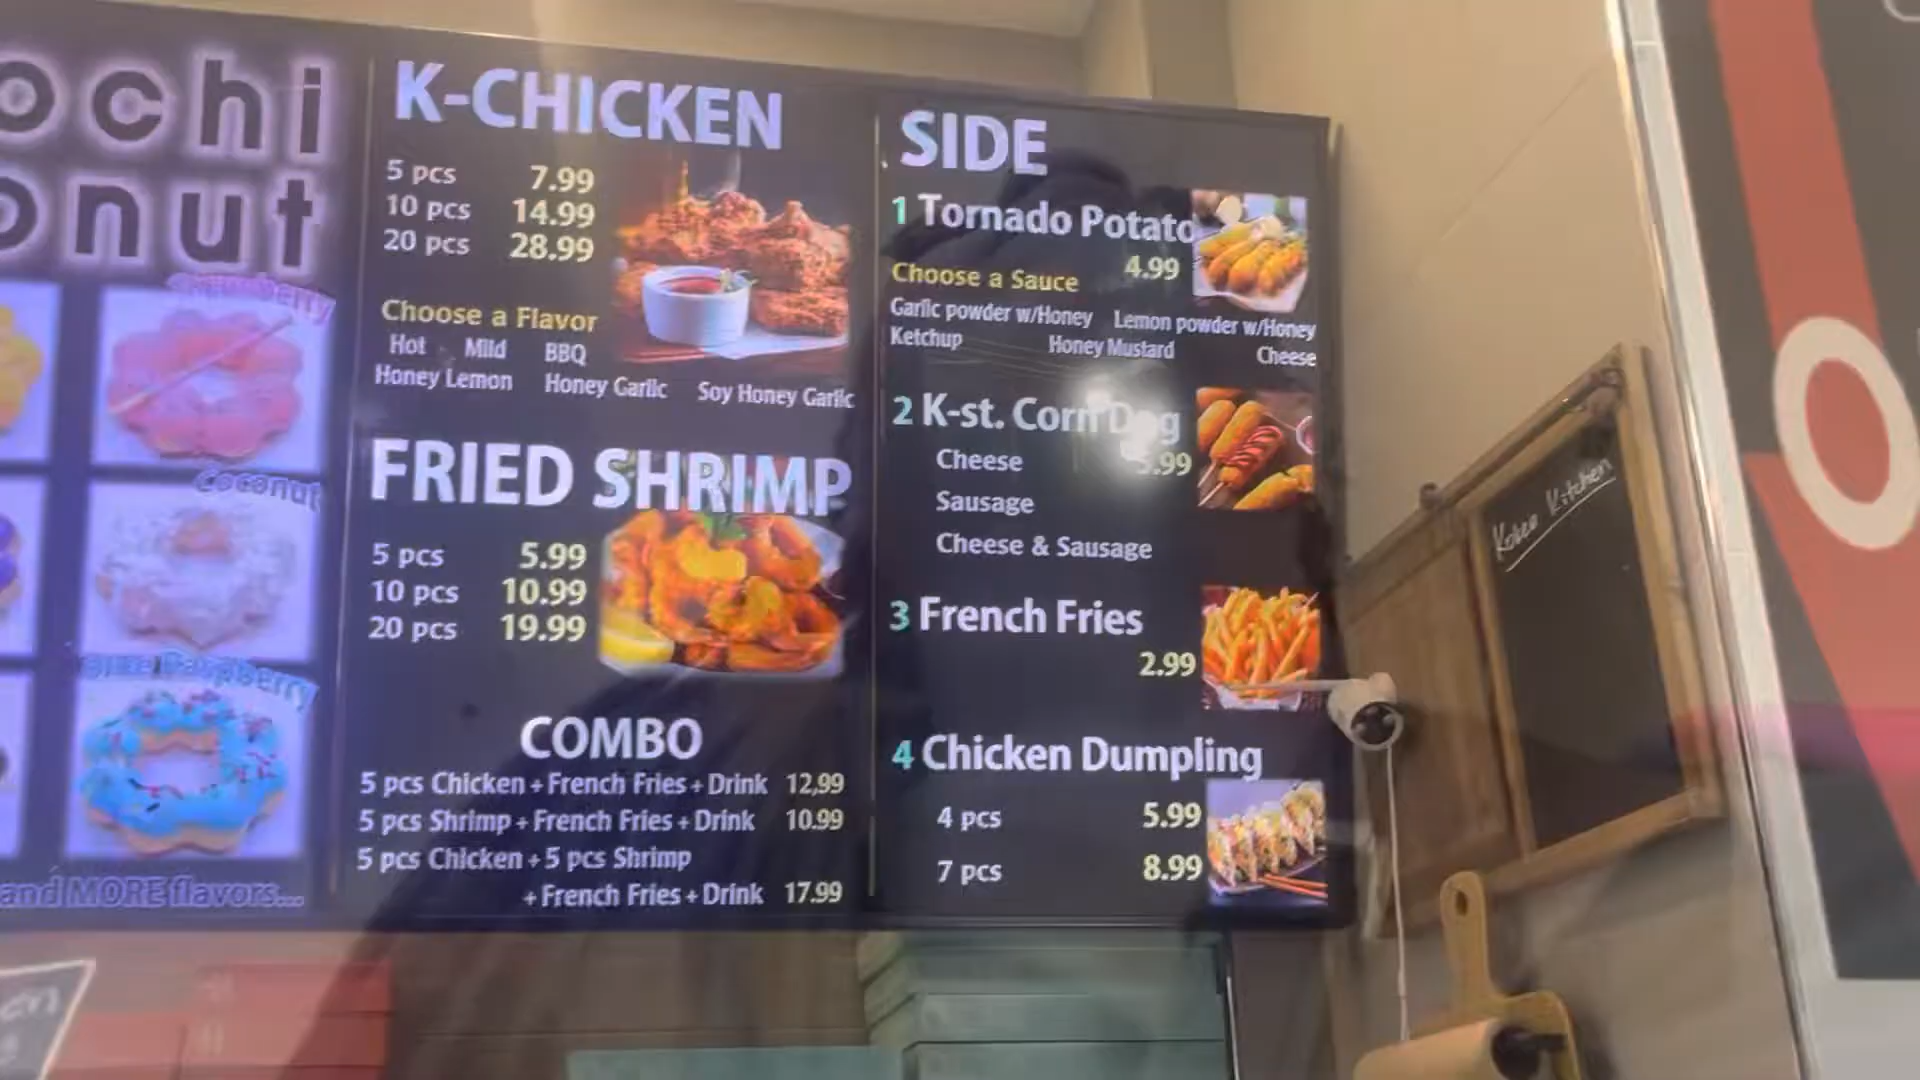 ochi
onut
Strawberry
Coconut
Raspberry
and MORE flavors...
K-CHICKEN
5 pcs 7.99
10 pcs 14.99
20 pcs 28.99
Choose a Flavor
Hot Mild BBQ
Honey Lemon Honey Garlic Soy Honey Garlic
FRIED SHRIMP
5 pcs 5.99
10 pcs 10.99
20 pcs 19.99
COMBO
5 pcs Chicken + French Fries + Drink 12,99
5 pcs Shrimp + French Fries + Drink 10.99
5 pcs Chicken + 5 pcs Shrimp
+ French Fries + Drink 17.99
SIDE
1 Tornado Potato
4.99
Choose a Sauce
Garlic powder w/Honey Lemon powder w/Honey
Ketchup Honey Mustard Cheese
2 K-st. Corn Dog
Cheese
Sausage
Cheese & Sausage
3 French Fries
2.99
4 Chicken Dumpling
4 pcs 5.99
7 pcs 8.99
Kitchen